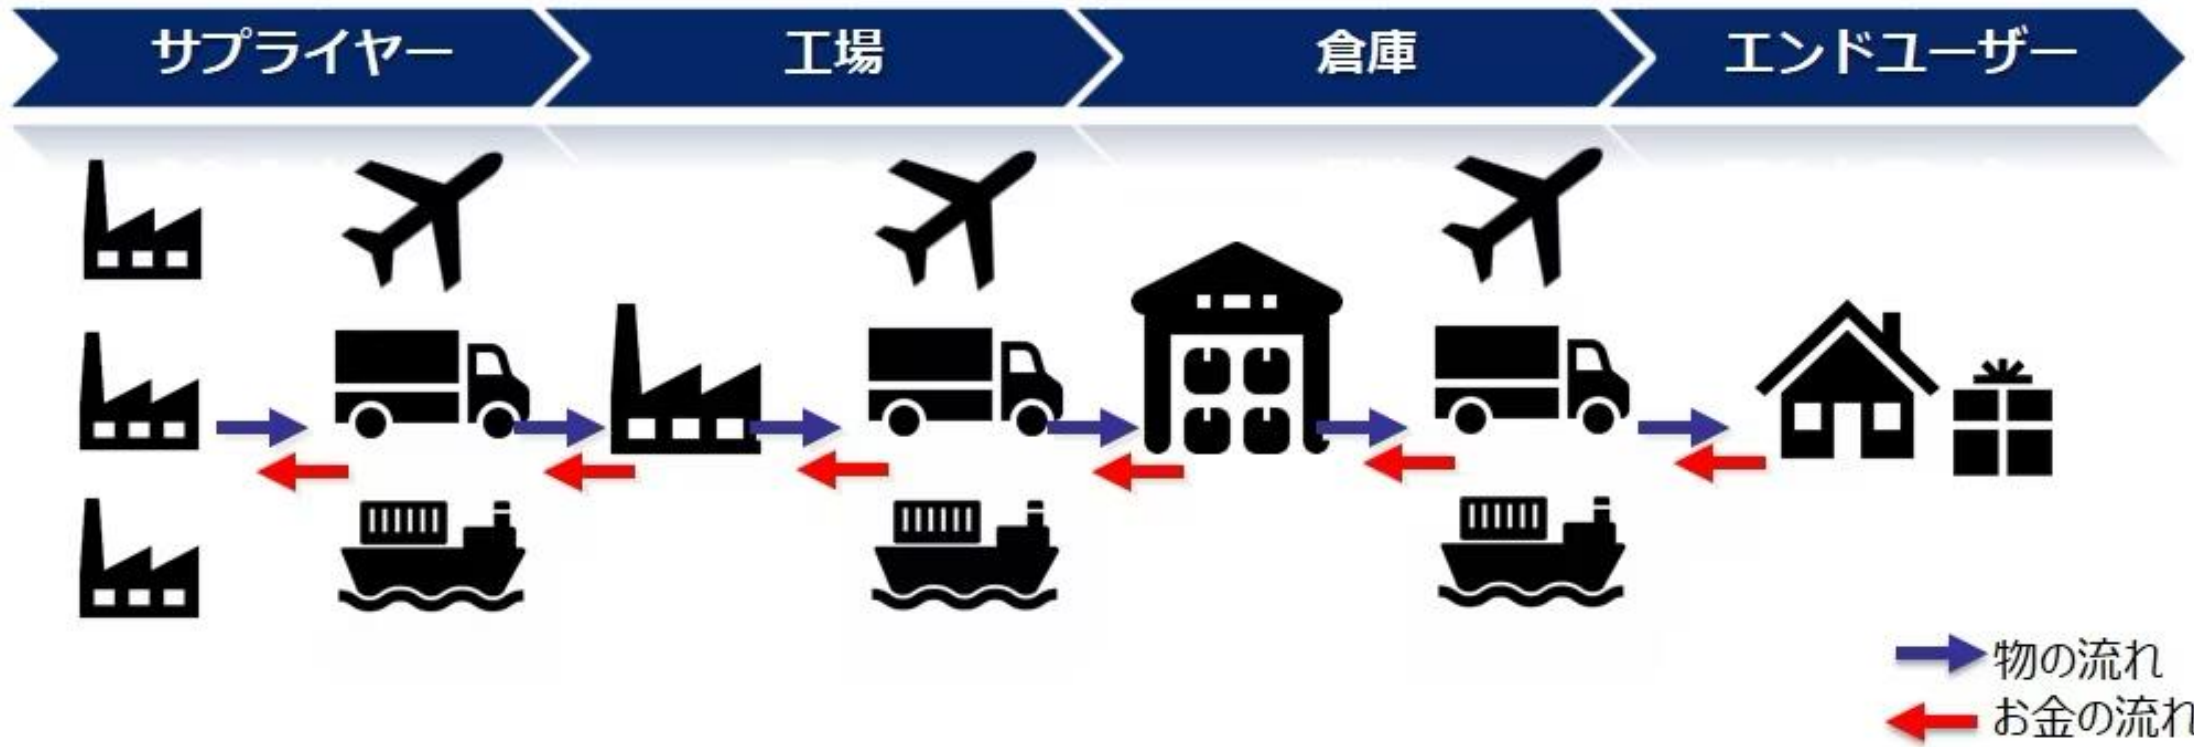 サプライヤー
工場
倉庫
エンドユーザー
物の流れ
お金の流れ